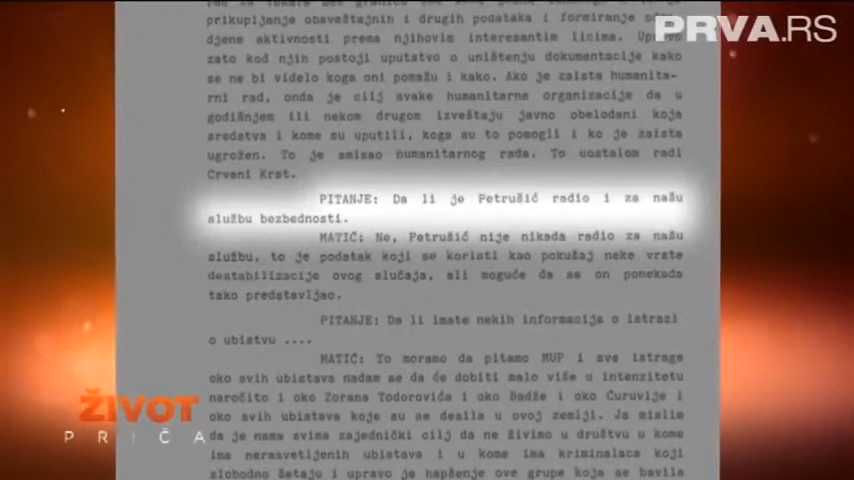 PRVA.RS
prikupljanje obaveštajnih i drugih podataka i formiranje
djene aktivnosti prema njihovim interesantim licima. Upravo
zato kod njih postoji uputstvo o uništenju dokumentacije kako
se ne bi videlo koga oni pomažu i kako. Ako je zaista humanita-
rni rad, onda je cilj svake humanitarne organizacije da u
godišnjem ili nekom drugom izveštaju javno obelodani koja
sredstva i kome su uputili, koga su to pomogli i ko je zaista
ugrožen. To je smisao numanitarnog rada. To uostalom radi
Crveni Krst.
PITANJE: Da li je Petrušić radio i za našu
službu bezbednosti.
MATIĆ: Ne, Petrušić nije nikada radio za našu
službu, to je podatak koji se koristi kao pokušaj neke vrste
destabilizacije ovog slučaja, ali moguće da se on ponekada
tako predstavljao.
PITANJE: Da li imate nekih informacija o istrazi
o ubistvu ....
MATIĆ: To moramo da pitamo MUP i sve istrage
oko svih ubistava nadam se da će dobiti malo više u intenzitetu
naročito i oko Zorana Todorovića i oko Badže i oko Ćuruvije i
oko svih ubistava koje su se desila u ovoj zemlji. Ja mislim
da je nama svima zajednički cilj da ne živimo u društvu u kome
ima nerasvetljenih ubistava i u kome ima kriminalaca koji
slobodno šetaju i upravo je hapšenje ove grupe koja se bavila
ŽIVOT
PRIČA